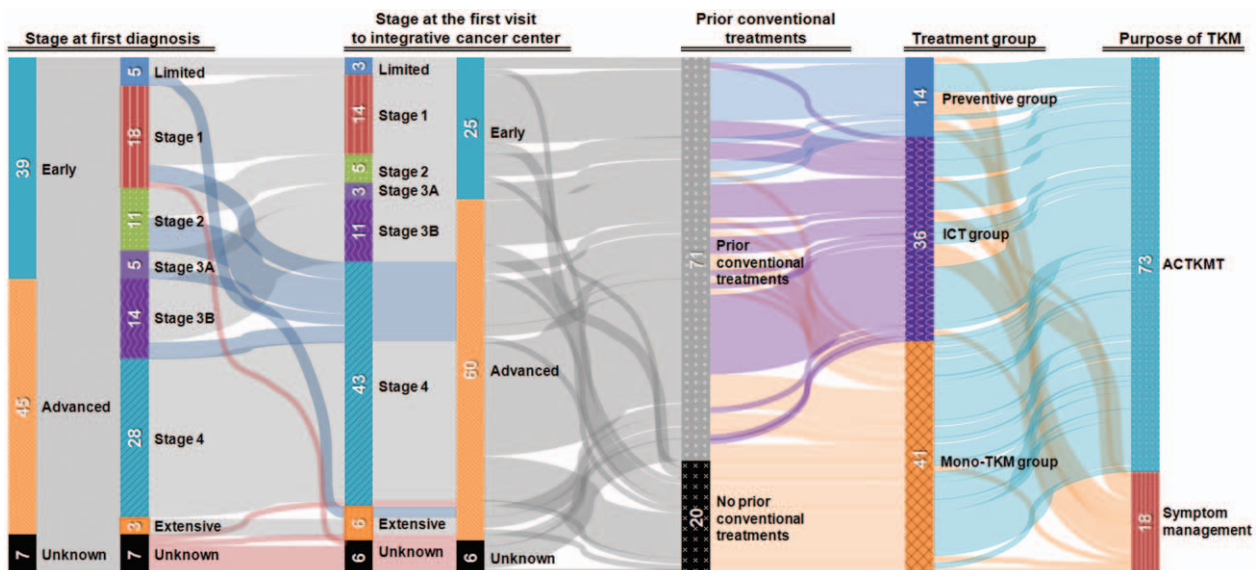 Stage at first diagnosis
Stage at the first visit
to integrative cancer center
Prior conventional
treatments
Treatment group
Purpose of TKM
39
Early
45
Advanced
7
Unknown
5
Limited
18
Stage 1
11
Stage 2
5
Stage 3A
14
Stage 3B
28
Stage 4
3
Extensive
7
Unknown
3
Limited
14
Stage 1
5
Stage 2
3
Stage 3A
11
Stage 3B
43
Stage 4
6
Extensive
6
Unknown
25
Early
60
Advanced
6
Unknown
71
Prior
conventional
treatments
20
No prior
conventional
treatments
14
Preventive group
36
ICT group
41
Mono-TKM group
73
ACTKMT
18
Symptom
management